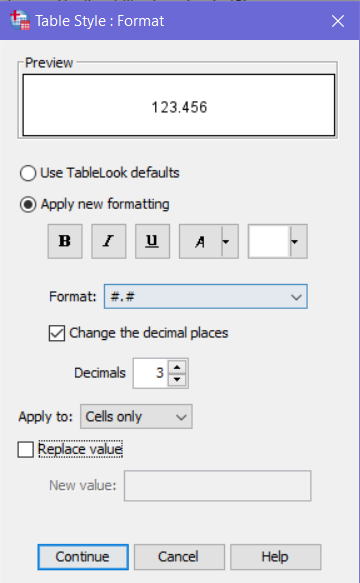 Table Style : Format
Preview
123.456
Use TableLook defaults
Apply new formatting
B I U A
Format: #.#
Change the decimal places
Decimals 3
Apply to: Cells only
Replace value
New value:
Continue Cancel Help